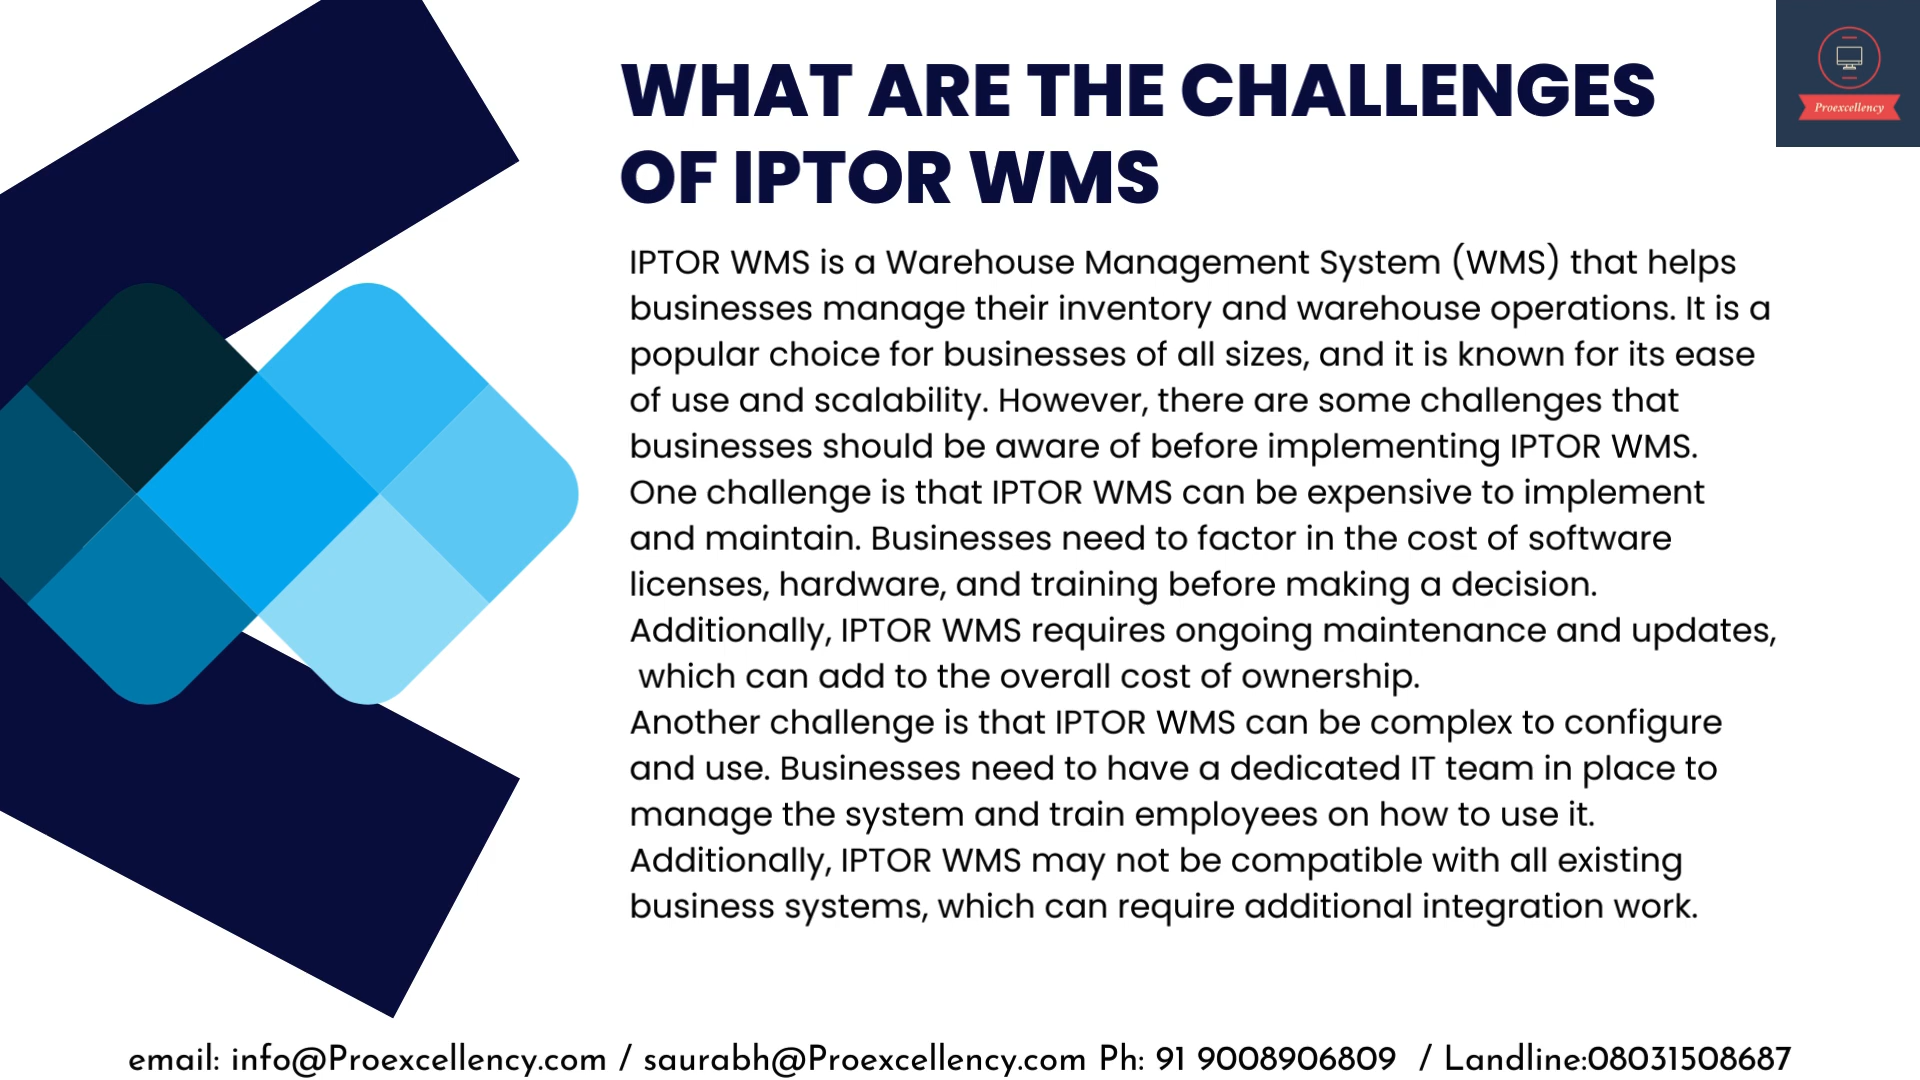 WHAT ARE THE CHALLENGES
OF IPTOR WMS
Proexcellency
IPTOR WMS is a Warehouse Management System (WMS) that helps
businesses manage their inventory and warehouse operations. It is a
popular choice for businesses of all sizes, and it is known for its ease
of use and scalability. However, there are some challenges that
businesses should be aware of before implementing IPTOR WMS.
One challenge is that IPTOR WMS can be expensive to implement
and maintain. Businesses need to factor in the cost of software
licenses, hardware, and training before making a decision.
Additionally, IPTOR WMS requires ongoing maintenance and updates,
which can add to the overall cost of ownership.
Another challenge is that IPTOR WMS can be complex to configure
and use. Businesses need to have a dedicated IT team in place to
manage the system and train employees on how to use it.
Additionally, IPTOR WMS may not be compatible with all existing
business systems, which can require additional integration work.
email: info@Proexcellency.com / saurabh@Proexcellency.com Ph: 91 9008906809 / Landline:08031508687